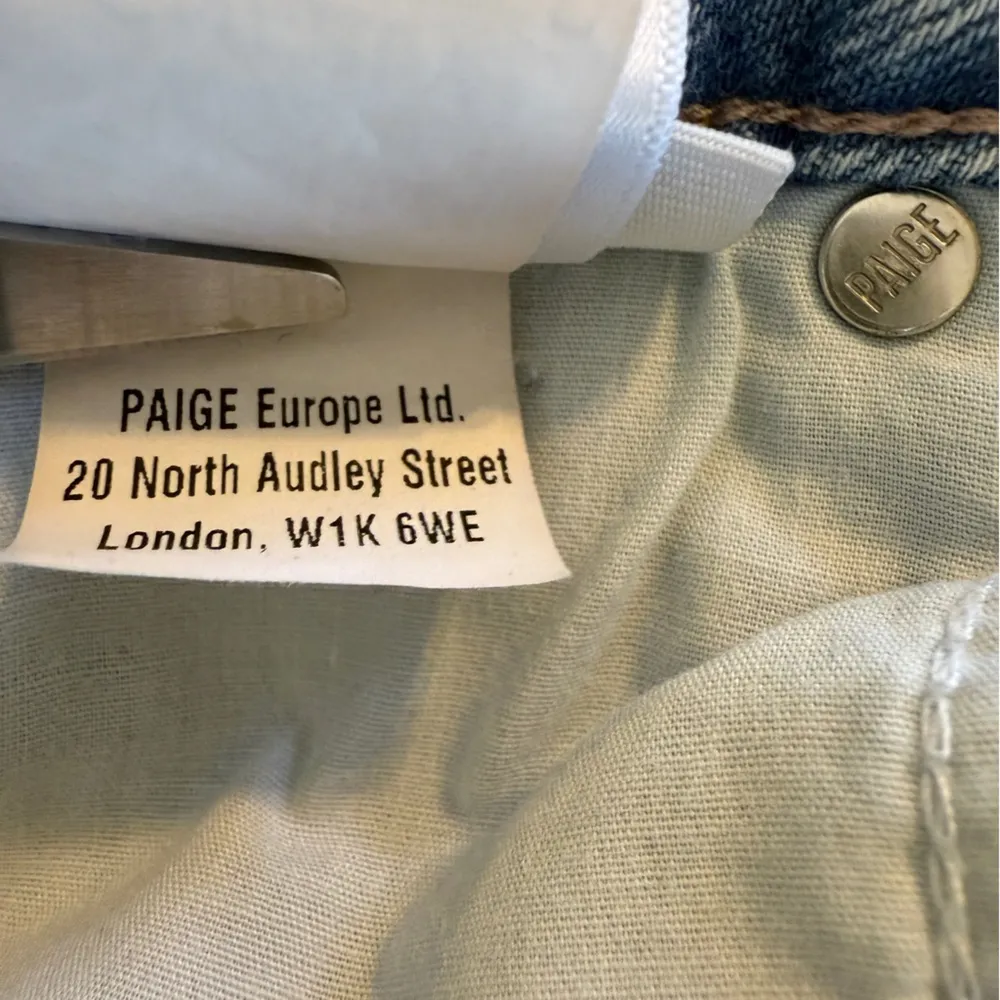 PAIGE
PAIGE Europe Ltd.
20 North Audley Street
London, W1K 6WE